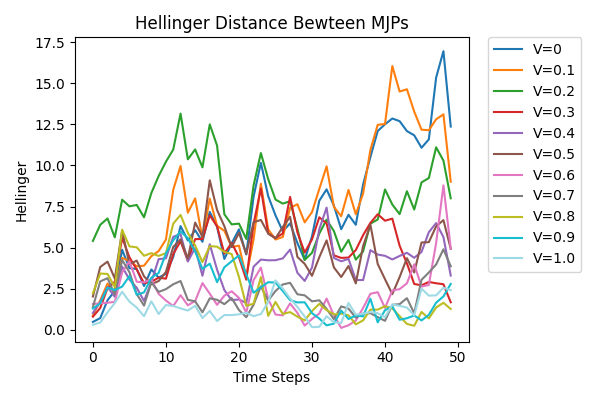 Hellinger Distance Bewteen MJPs
17.5
15.0
12.5
10.0
7.5
5.0
2.5
0.0
Hellinger
0
10
20
30
40
50
Time Steps
V=0
V=0.1
V=0.2
V=0.3
V=0.4
V=0.5
V=0.6
V=0.7
V=0.8
V=0.9
V=1.0